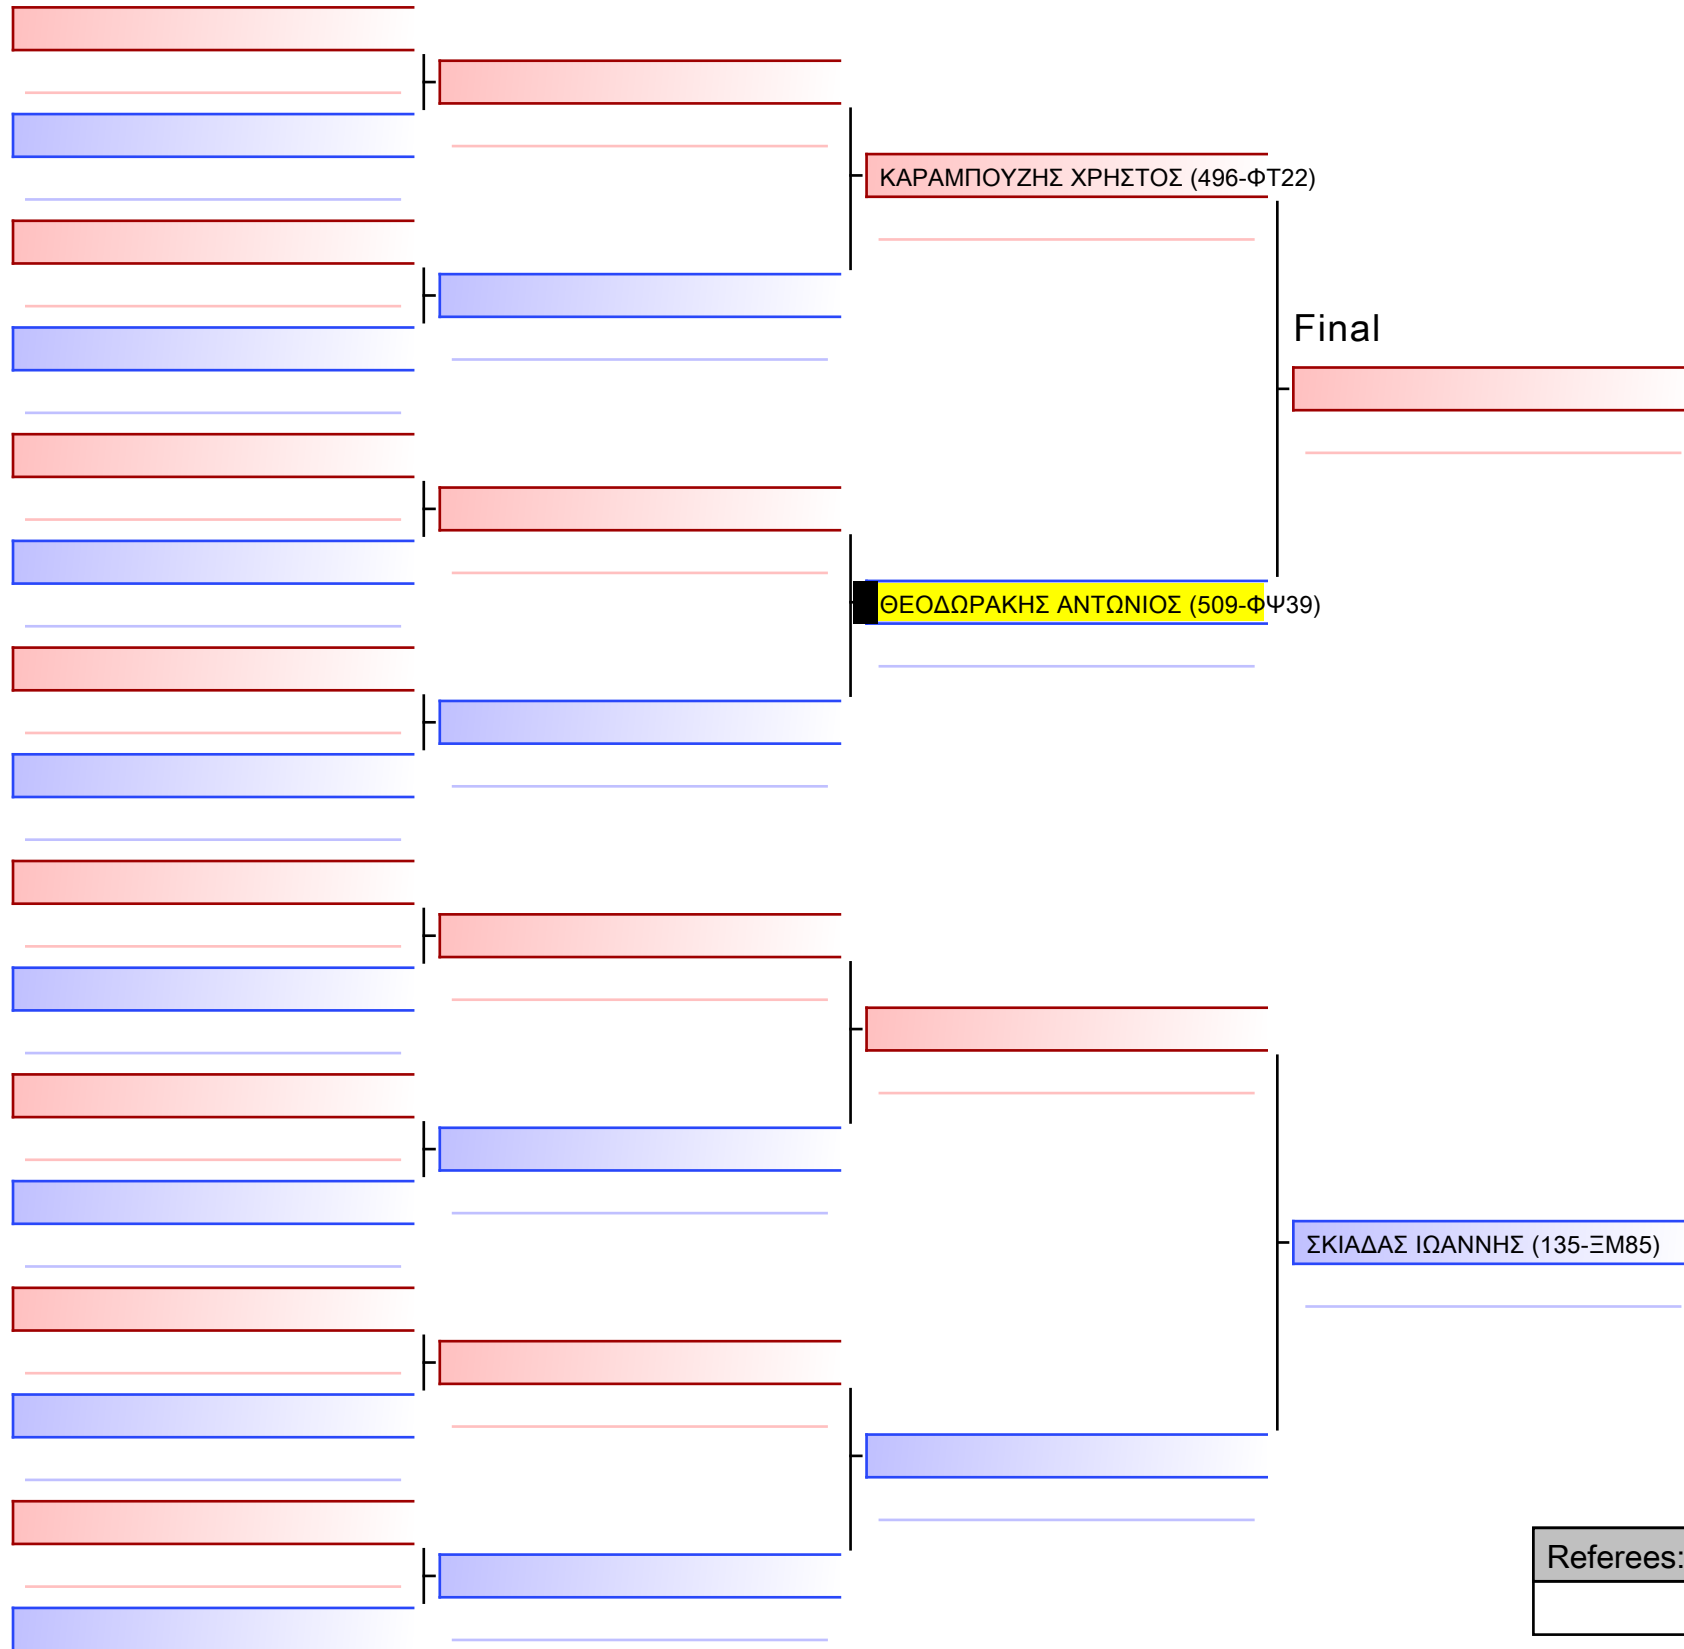 ΚΑΡΑΜΠΟΥΖΗΣ ΧΡΗΣΤΟΣ (496-ΦΤ22)
Final
ΘΕΟΔΩΡΑΚΗΣ ΑΝΤΩΝΙΟΣ (509-ΦΨ39)
ΣΚΙΑΔΑΣ ΙΩΑΝΝΗΣ (135-ΞΜ85)
Referees: